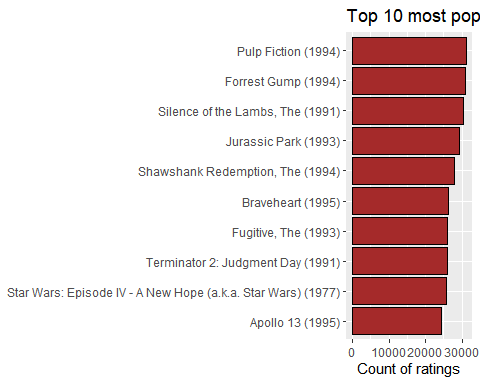 Top 10 most pop
Pulp Fiction (1994)
Forrest Gump (1994)
Silence of the Lambs, The (1991)
Jurassic Park (1993)
Shawshank Redemption, The (1994)
Braveheart (1995)
Fugitive, The (1993)
Terminator 2: Judgment Day (1991)
Star Wars: Episode IV - A New Hope (a.k.a. Star Wars) (1977)
Apollo 13 (1995)
0 10000 20000 30000
Count of ratings